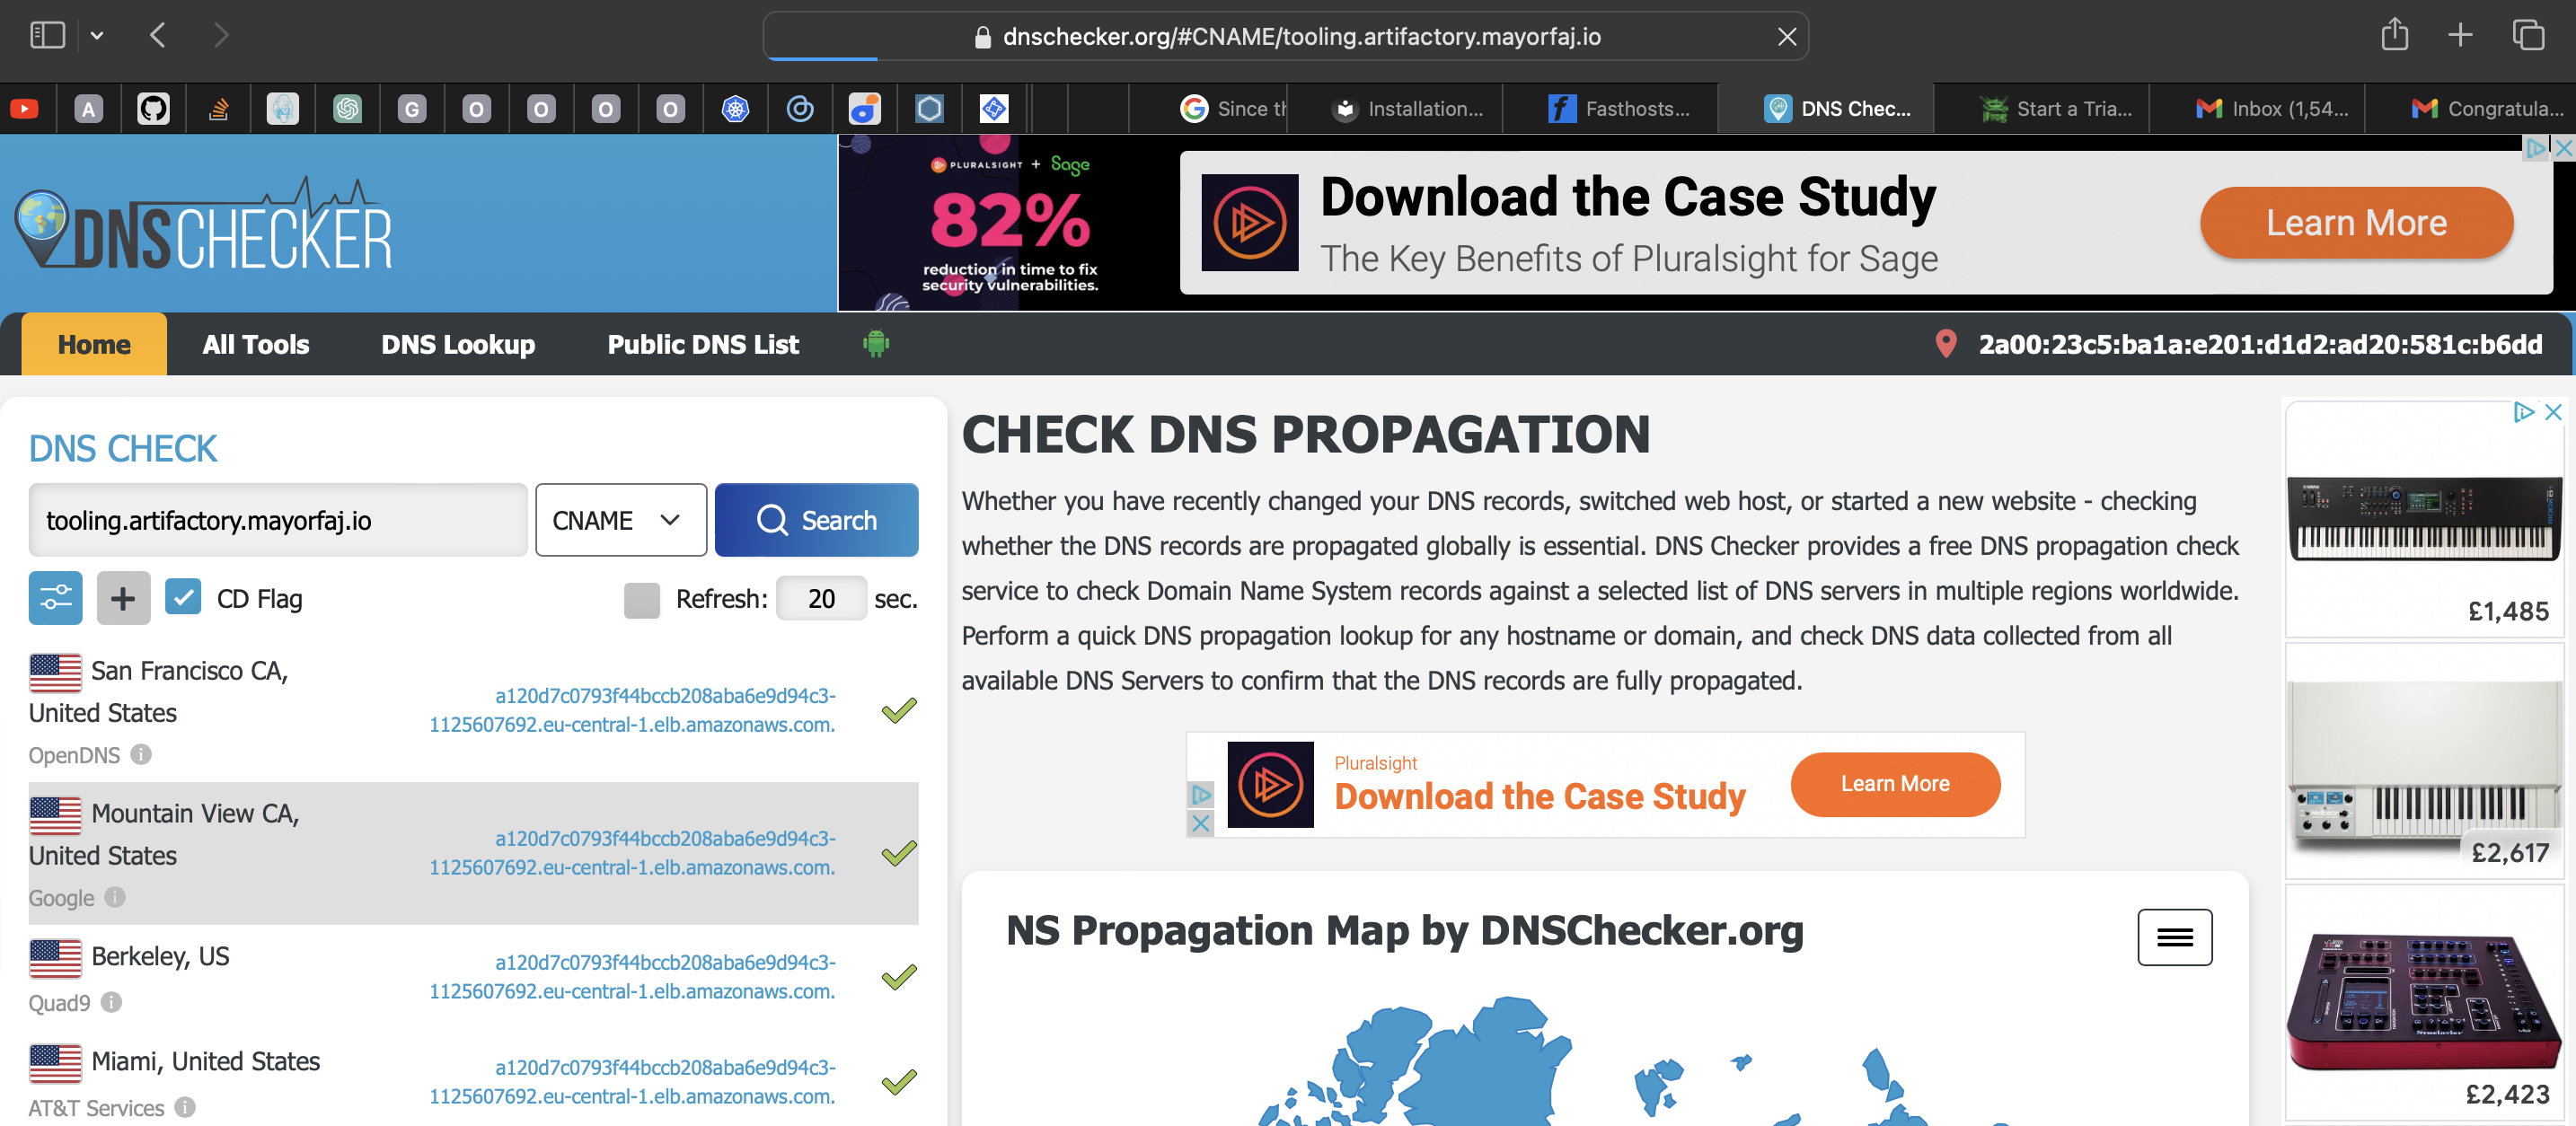 dnschecker.org/#CNAME/tooling.artifactory.mayorfaj.io
A
G
O
O
O
O
Since th
Installation...
Fasthosts...
DNS Chec...
Start a Tria...
Inbox (1,54...
Congratula...
DNSCHECKER
PLURALSIGHT + Sage
82%
reduction in time to fix
security vulnerabilities.
Download the Case Study
The Key Benefits of Pluralsight for Sage
Learn More
Home
All Tools
DNS Lookup
Public DNS List
2a00:23c5:ba1a:e201:d1d2:ad20:581c:b6dd
DNS CHECK
tooling.artifactory.mayorfaj.io
CNAME
Search
CD Flag
Refresh: 20 sec.
San Francisco CA,
United States
OpenDNS
a120d7c0793f44bccb208aba6e9d94c3-
1125607692.eu-central-1.elb.amazonaws.com.
Mountain View CA,
United States
Google
a120d7c0793f44bccb208aba6e9d94c3-
1125607692.eu-central-1.elb.amazonaws.com.
Berkeley, US
Quad9
a120d7c0793f44bccb208aba6e9d94c3-
1125607692.eu-central-1.elb.amazonaws.com.
Miami, United States
AT&T Services
a120d7c0793f44bccb208aba6e9d94c3-
1125607692.eu-central-1.elb.amazonaws.com.
CHECK DNS PROPAGATION
Whether you have recently changed your DNS records, switched web host, or started a new website - checking
whether the DNS records are propagated globally is essential. DNS Checker provides a free DNS propagation check
service to check Domain Name System records against a selected list of DNS servers in multiple regions worldwide.
Perform a quick DNS propagation lookup for any hostname or domain, and check DNS data collected from all
available DNS Servers to confirm that the DNS records are fully propagated.
Pluralsight
Download the Case Study
Learn More
NS Propagation Map by DNSChecker.org
£1,485
£2,617
£2,423